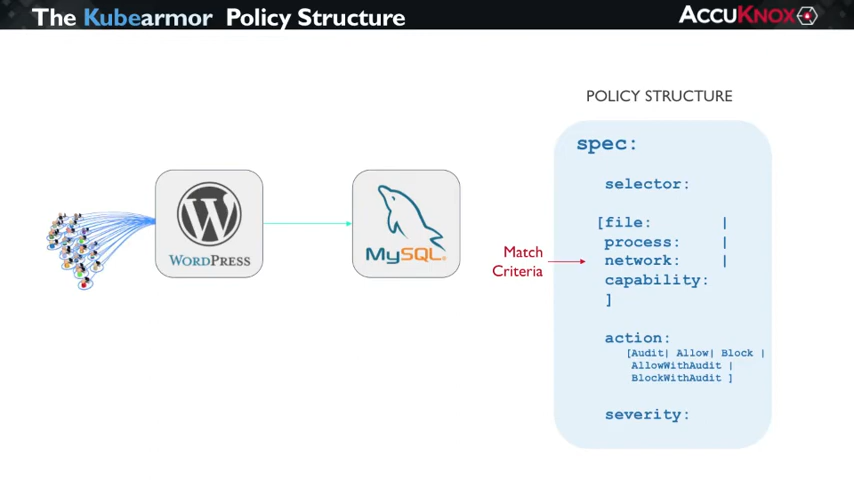 The Kubearmor Policy Structure
ACCUKNOX
POLICY STRUCTURE
spec:
selector:
[file: |
process: |
network: |
capability:
]
action:
[Audit| Allow| Block |
AllowWithAudit |
BlockWithAudit ]
severity:
Match
Criteria
WORDPRESS
MySQL®